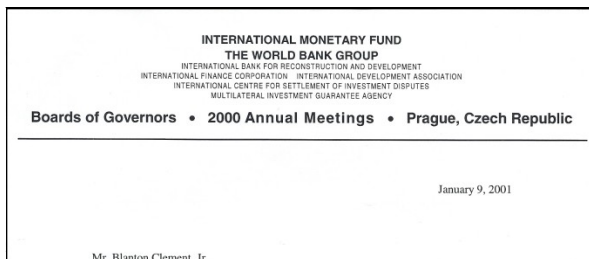 INTERNATIONAL MONETARY FUND
THE WORLD BANK GROUP
INTERNATIONAL BANK FOR RECONSTRUCTION AND DEVELOPMENT
INTERNATIONAL FINANCE CORPORATION INTERNATIONAL DEVELOPMENT ASSOCIATION
INTERNATIONAL CENTRE FOR SETTLEMENT OF INVESTMENT DISPUTES
MULTILATERAL INVESTMENT GUARANTEE AGENCY
Boards of Governors • 2000 Annual Meetings • Prague, Czech Republic
January 9, 2001
Mr. Blanton Clement, Jr.